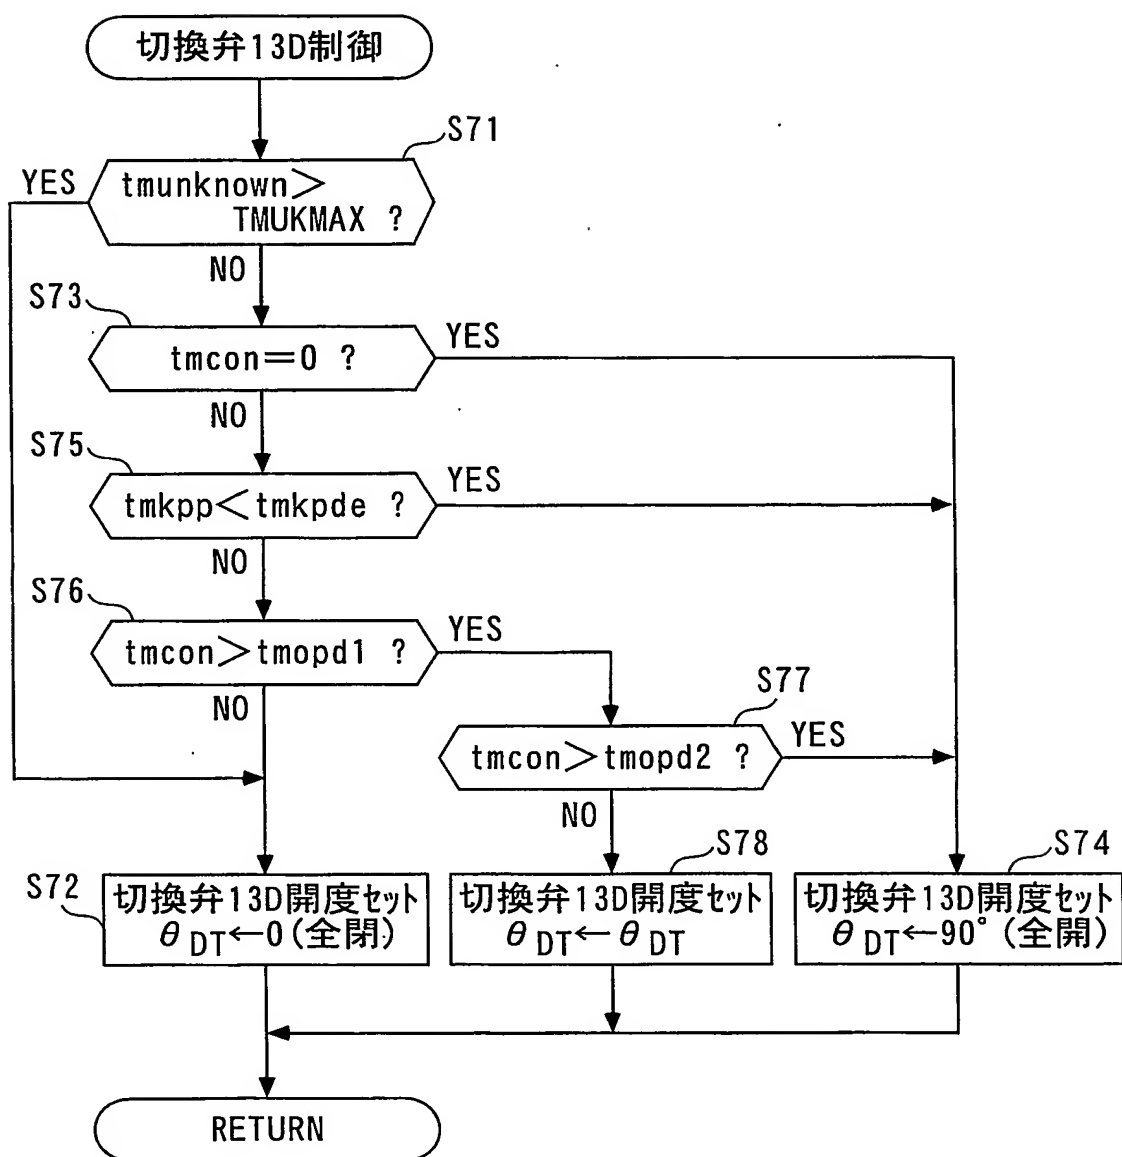 切換弁13D制御
S71
YES
tmunknown＞
TMUKMAX ?
NO
S73
YES
tmcon＝0 ?
NO
S75
YES
tmkpp＜tmkpde ?
NO
S76
YES
tmcon＞tmopd1 ?
NO
S77
YES
tmcon＞tmopd2 ?
NO
S72
切換弁13D開度セット
θDT←0(全閉)
S78
切換弁13D開度セット
θDT←θDT
S74
切換弁13D開度セット
θDT←90°(全開)
RETURN